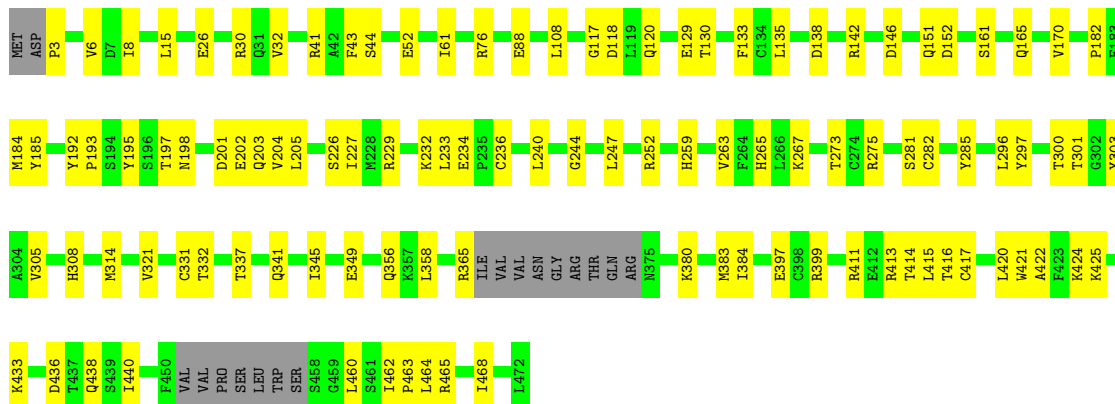 MET ASP P3 V6 D7 I8 L15 E26 R30 Q31 V32 R41 A42 F43 S44 E52 I61 R76 E88 L108 G117 D118 L119 Q120 E129 T130 F133 C134 L135 D138 R142 D146 Q151 D152 S161 Q165 V170 P182 E183
M184 Y185 Y192 P193 S194 Y195 S196 T197 N198 D201 E202 Q203 V204 L205 S226 I227 M228 R229 K232 L233 E234 P235 C236 L240 G244 L247 R252 H259 V263 F264 H265 L266 K267 T273 C274 R275 S281 C282 Y285 L296 Y297 T300 T301 G302 Y303
A304 V305 H308 M314 V321 C331 T332 T337 Q341 I345 E349 Q356 K357 L358 R365 ILE VAL VAL ASN GLY ARG THR GLN ARG N375 K380 M383 I384 E397 C398 R399 R411 E412 R413 T414 L415 T416 C417 L420 W421 A422 F423 K424 K425
K433 D436 T437 Q438 S439 I440 F450 VAL VAL PRO SER LEU TRP SER S458 G459 L460 S461 I462 P463 L464 R465 I468 L472